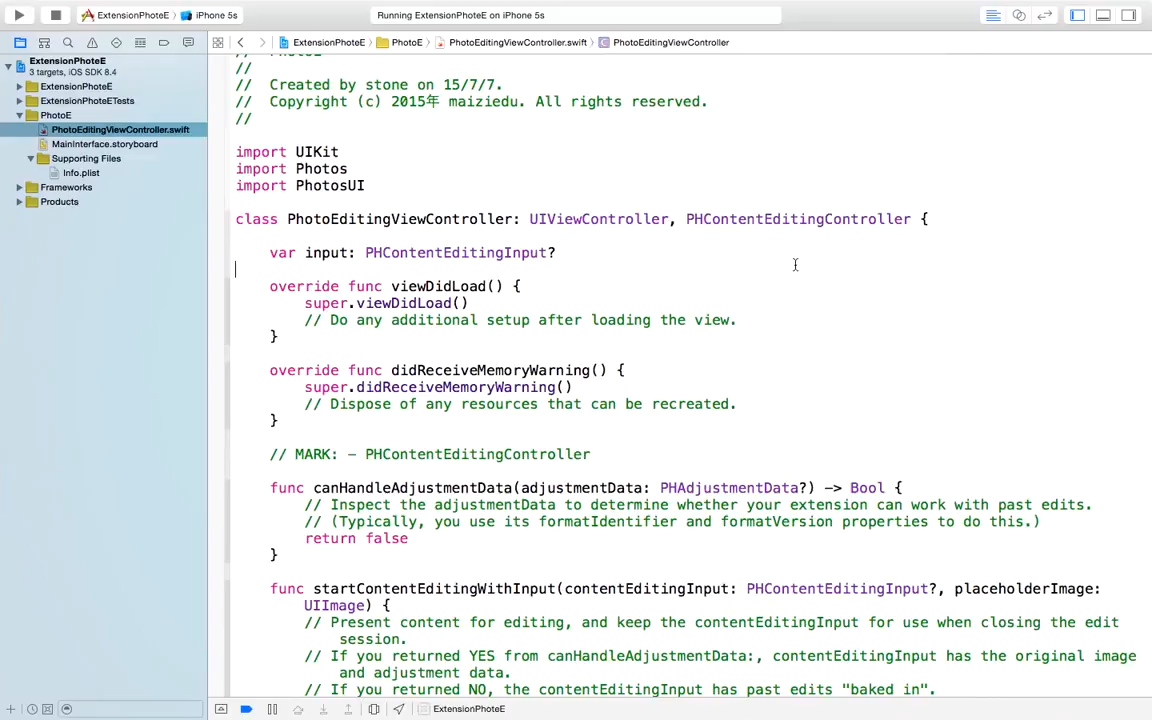 ExtensionPhoteE
iPhone 5s
Running ExtensionPhoteE on iPhone 5s
ExtensionPhoteE
PhotoE
PhotoEditingViewController.swift
PhotoEditingViewController
ExtensionPhoteE
3 targets, iOS SDK 8.4
ExtensionPhoteE
ExtensionPhoteETests
PhotoE
PhotoEditingViewController.swift
MainInterface.storyboard
Supporting Files
Info.plist
Frameworks
Products
//
// Created by stone on 15/7/7.
// Copyright (c) 2015年 maiziedu. All rights reserved.
//
import UIKit
import Photos
import PhotosUI
class PhotoEditingViewController: UIViewController, PHContentEditingController {
var input: PHContentEditingInput?
override func viewDidLoad() {
super.viewDidLoad()
// Do any additional setup after loading the view.
}
override func didReceiveMemoryWarning() {
super.didReceiveMemoryWarning()
// Dispose of any resources that can be recreated.
}
// MARK: - PHContentEditingController
func canHandleAdjustmentData(adjustmentData: PHAdjustmentData?) -> Bool {
// Inspect the adjustmentData to determine whether your extension can work with past edits.
// (Typically, you use its formatIdentifier and formatVersion properties to do this.)
return false
}
func startContentEditingWithInput(contentEditingInput: PHContentEditingInput?, placeholderImage:
UIImage) {
// Present content for editing, and keep the contentEditingInput for use when closing the edit
session.
// If you returned YES from canHandleAdjustmentData:, contentEditingInput has the original image
and adjustment data.
// If you returned NO, the contentEditingInput has past edits "baked in".
ExtensionPhoteE